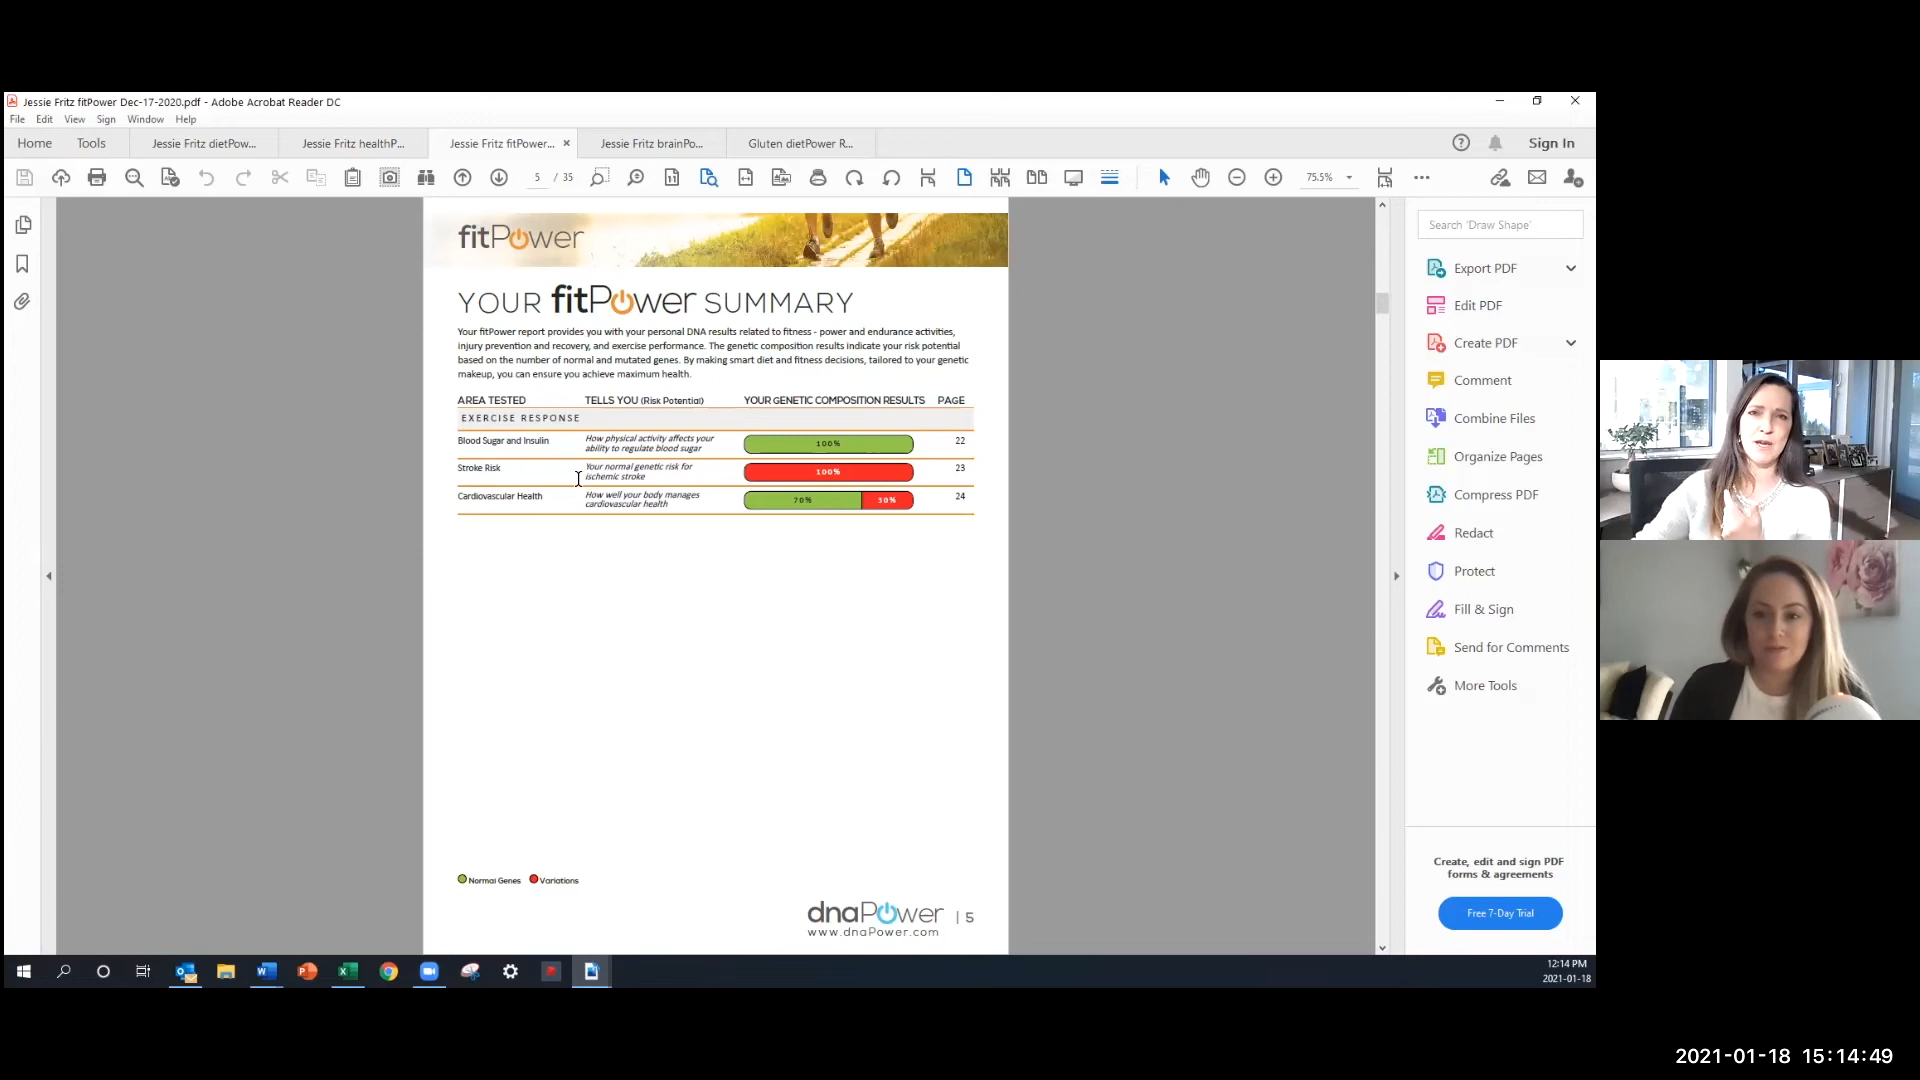 Jessie Fritz fitPower Dec-17-2020.pdf - Adobe Acrobat Reader DC
File Edit View Sign Window Help
Home Tools Jessie Fritz dietPow... Jessie Fritz healthP... Jessie Fritz fitPower... × Jessie Fritz brainPo... Gluten dietPower R... Sign In
5 / 35 75.5%
fitPower
YOUR fitPower SUMMARY
Your fitPower report provides you with your personal DNA results related to fitness - power and endurance activities,
injury prevention and recovery, and exercise performance. The genetic composition results indicate your risk potential
based on the number of normal and mutated genes. By making smart diet and fitness decisions, tailored to your genetic
makeup, you can ensure you achieve maximum health.
AREA TESTED TELLS YOU (Risk Potential) YOUR GENETIC COMPOSITION RESULTS PAGE
EXERCISE RESPONSE
Blood Sugar and Insulin How physical activity affects your 100% 22
ability to regulate blood sugar
Stroke Risk Your normal genetic risk for 100% 23
ischemic stroke
Cardiovascular Health How well your body manages 70% 30% 24
cardiovascular health
Normal Genes Variations
dnaPower | 5
www.dnaPower.com
Search 'Draw Shape'
Export PDF
Edit PDF
Create PDF
Comment
Combine Files
Organize Pages
Compress PDF
Redact
Protect
Fill & Sign
Send for Comments
More Tools
Create, edit and sign PDF
forms & agreements
Free 7-Day Trial
12:14 PM
2021-01-18
2021-01-18 15:14:49